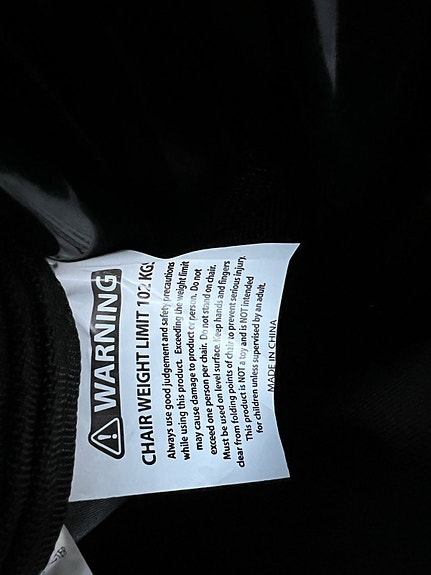 WARNING
CHAIR WEIGHT LIMIT 102 KGS
Always use good judgement and safety precautions
while using this product. Exceeding the weight limit
may cause damage to product or person. Do not
exceed one person per chair. Do not stand on chair.
Must be used on level surface. Keep hands and fingers
clear from folding points of chair to prevent serious injury.
This product is NOT a toy and is NOT intended
for children unless supervised by an adult.
MADE IN CHINA